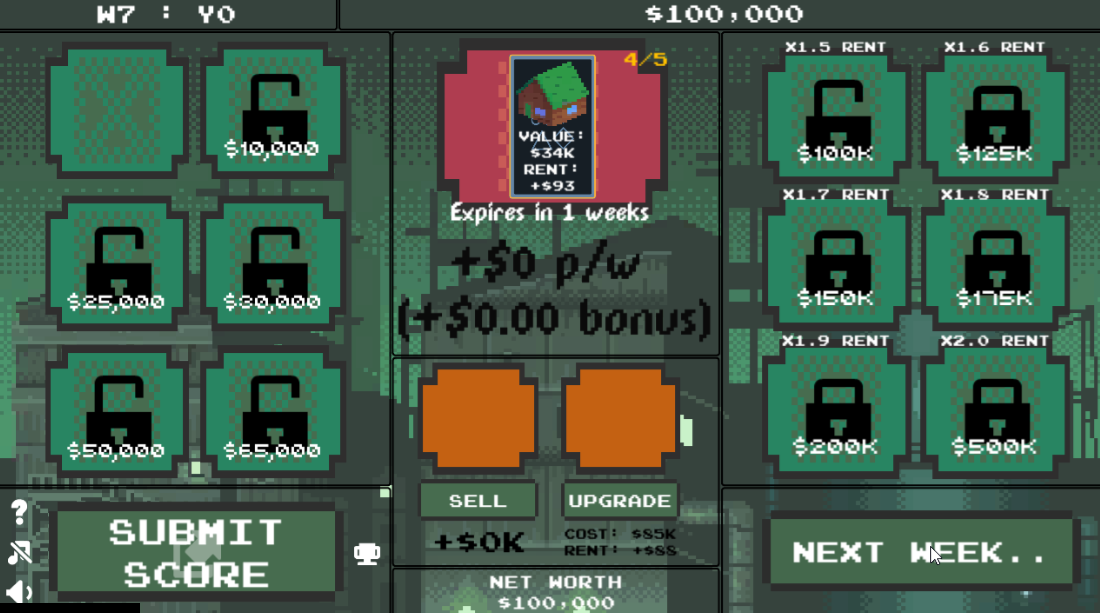 W7 : Y0
$100,000
$10,000
$25,000
$30,000
$50,000
$65,000
SUBMIT
SCORE
?
4/5
VALUE:
$34K
RENT:
+$93
Expires in 1 weeks
+$0 p/w
(+$0.00 bonus)
SELL
UPGRADE
+$0K
COST: $85K
RENT: +$88
NET WORTH
$100,000
X1.5 RENT
X1.6 RENT
$100K
$125K
X1.7 RENT
X1.8 RENT
$150K
$175K
X1.9 RENT
X2.0 RENT
$200K
$500K
NEXT WEEK..